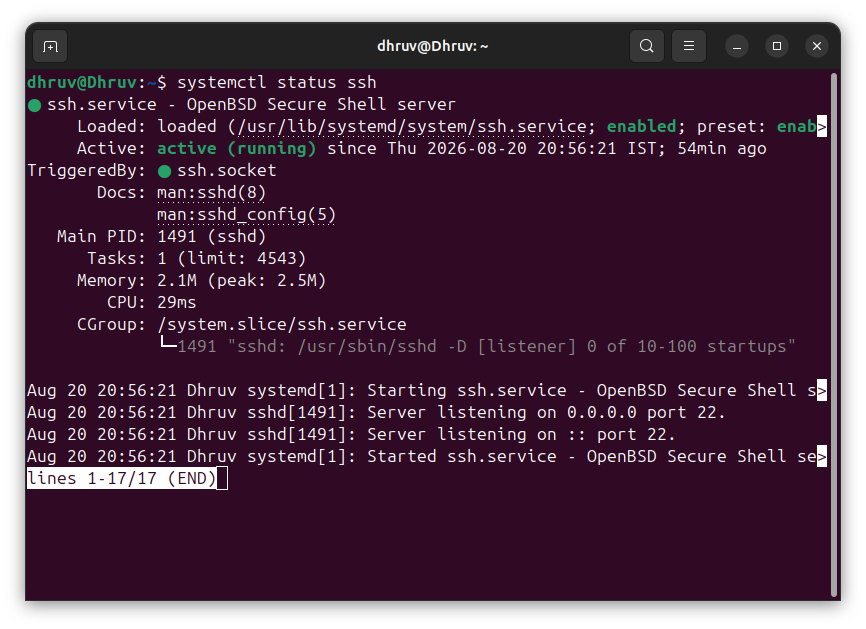 dhruv@Dhruv: ~
dhruv@Dhruv:~$ systemctl status ssh
● ssh.service - OpenBSD Secure Shell server
Loaded: loaded (/usr/lib/systemd/system/ssh.service; enabled; preset: enab>
Active: active (running) since Thu 2026-08-20 20:56:21 IST; 54min ago
TriggeredBy: ● ssh.socket
Docs: man:sshd(8)
man:sshd_config(5)
Main PID: 1491 (sshd)
Tasks: 1 (limit: 4543)
Memory: 2.1M (peak: 2.5M)
CPU: 29ms
CGroup: /system.slice/ssh.service
└─1491 "sshd: /usr/sbin/sshd -D [listener] 0 of 10-100 startups"
Aug 20 20:56:21 Dhruv systemd[1]: Starting ssh.service - OpenBSD Secure Shell s>
Aug 20 20:56:21 Dhruv sshd[1491]: Server listening on 0.0.0.0 port 22.
Aug 20 20:56:21 Dhruv sshd[1491]: Server listening on :: port 22.
Aug 20 20:56:21 Dhruv systemd[1]: Started ssh.service - OpenBSD Secure Shell se>
lines 1-17/17 (END)